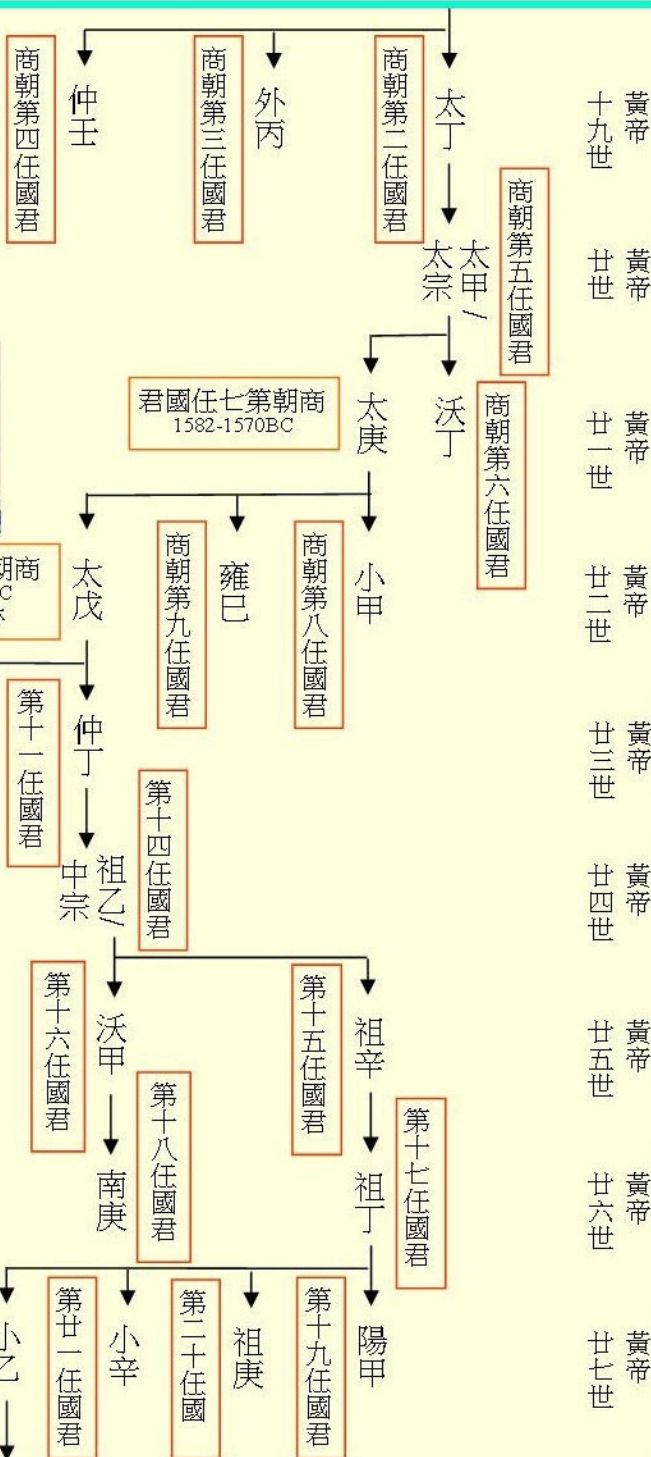 黃帝
十九世
太丁
商朝第二任國君
外丙
商朝第三任國君
仲壬
商朝第四任國君
黃帝
廿世
商朝第五任國君
太甲/
太宗
黃帝
廿一世
商朝第六任國君
沃丁
太庚
君國任七第朝商
1582-1570BC
黃帝
廿二世
小甲
商朝第八任國君
雍巳
商朝第九任國君
太戊
朝商
C
黃帝
廿三世
仲丁
第十一任國君
黃帝
廿四世
第十四任國君
祖乙/
中宗
黃帝
廿五世
祖辛
第十五任國君
沃甲
第十六任國君
黃帝
廿六世
第十七任國君
祖丁
第十八任國君
南庚
黃帝
廿七世
陽甲
第十九任國君
祖庚
第二十任國
小辛
第廿一任國君
小乙